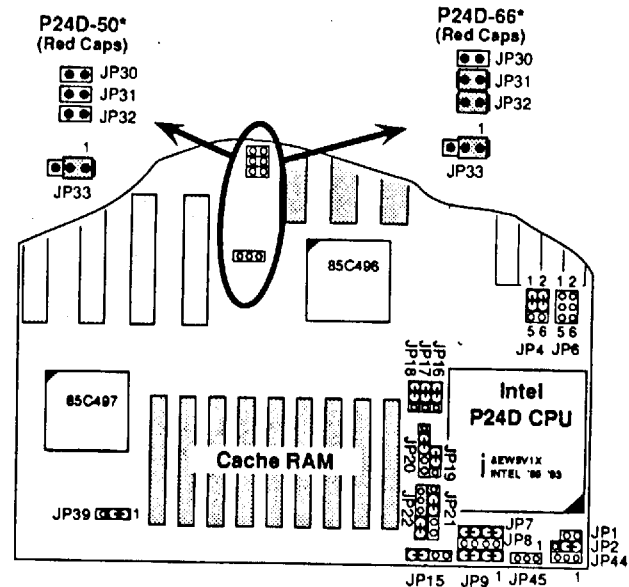 P24D-50*
(Red Caps)
JP30
JP31
JP32
1
JP33
P24D-66*
(Red Caps)
JP30
JP31
JP32
1
JP33
85C496
1 2 1 2
5 6 5 6
JP4 JP6
JP18
JP17
JP16
85C497
Intel
P24D CPU
i
INTEL
JP20
JP19
Cache RAM
JP22
JP21
JP39 1
JP7
JP8
JP1
JP2
JP44
JP15 JP9 1 JP45 1 1